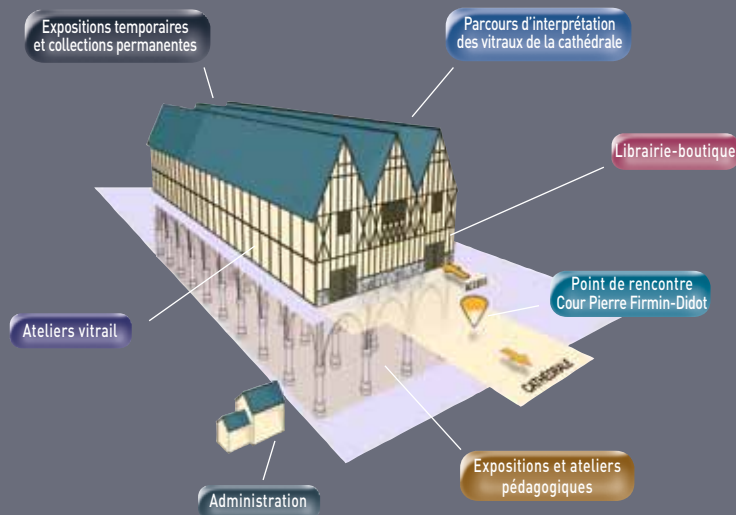 Expositions temporaires
et collections permanentes
Parcours d’interprétation
des vitraux de la cathédrale
Librairie-boutique
ACCUEIL
Point de rencontre
Cour Pierre Firmin-Didot
Ateliers vitrail
CATHÉDRALE
Expositions et ateliers
pédagogiques
Administration